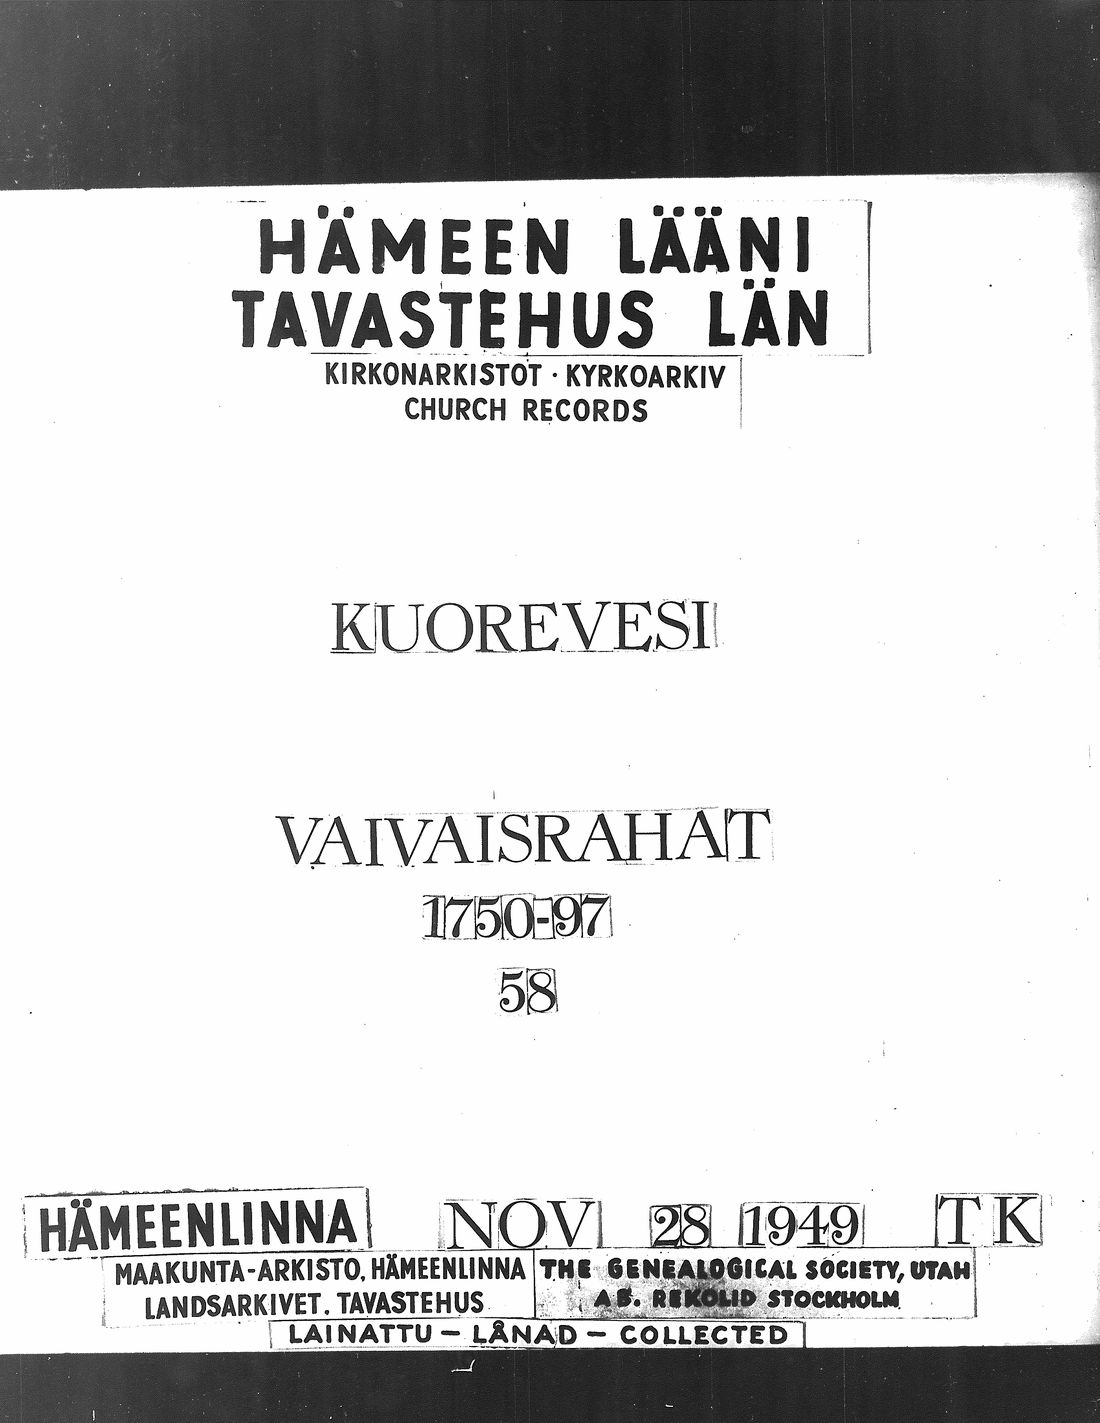 HÄMEEN LÄÄNI
TAVASTEHUS LÄN
KIRKONARKISTOT · KYRKOARKIV
CHURCH RECORDS
KUOREVESI
VAIVAISRAHAT
1750-97
58
HÄMEENLINNA NOV 28 1949 TK
MAAKUNTA-ARKISTO, HÄMEENLINNA
LANDSARKIVET. TAVASTEHUS
THE GENEALOGICAL SOCIETY, UTAH
AB. REKOLID STOCKHOLM
LAINATTU – LÅNAD – COLLECTED